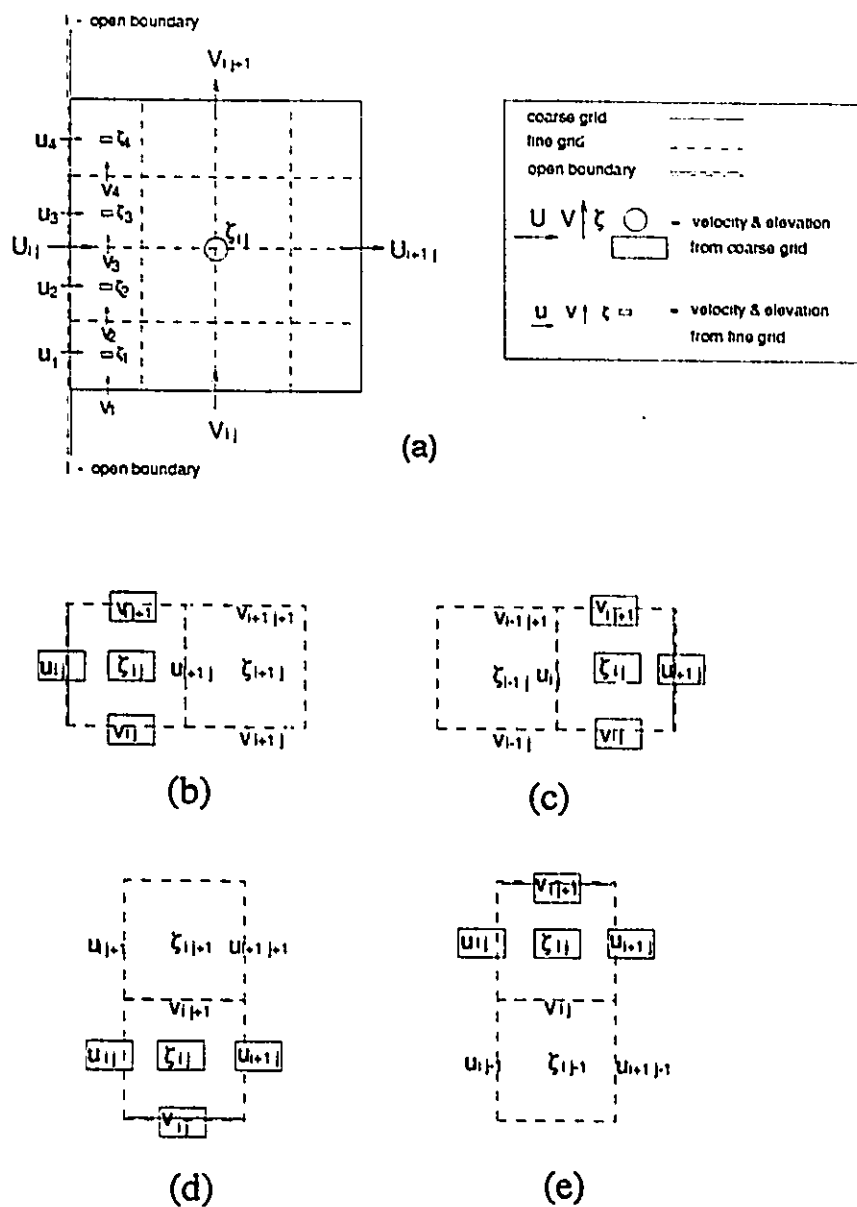 - open boundary
V i j+1
u4 ζ4
V4
u3 ζ3
U i j ζ i j U i+1 j
V3
u2 ζ2
V2
u1 ζ1
V1
V i j
- open boundary
(a)
coarse grid
fine grid
open boundary
U V ζ - velocity & elevation
from coarse grid
u v ζ - velocity & elevation
from fine grid
V i j+1 V i+1 j+1
u i j ζ i j u i+1 j ζ i+1 j
V i j V i+1 j
(b)
V i-1 j+1 V i j+1
ζ i-1 j u i j ζ i j u i+1 j
V i-1 j V i j
(c)
u i j+1 ζ i j+1 u i+1 j+1
V i j+1
u i j ζ i j u i+1 j
V i j
(d)
V i j+1
u i j ζ i j u i+1 j
V i j
u i j-1 ζ i j-1 u i+1 j-1
(e)